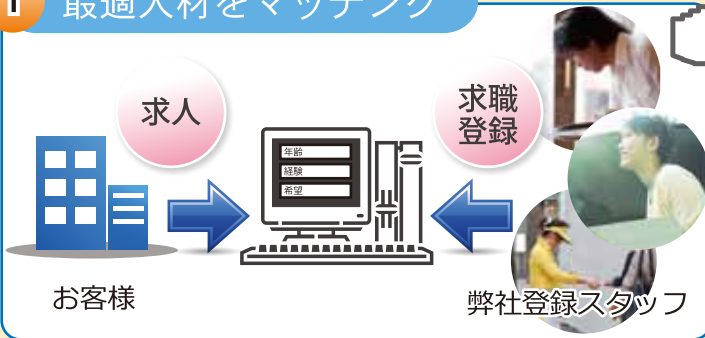 1 最適人材をマッチング
求人
求職
登録
年齢
経験
希望
お客様
弊社登録スタッフ